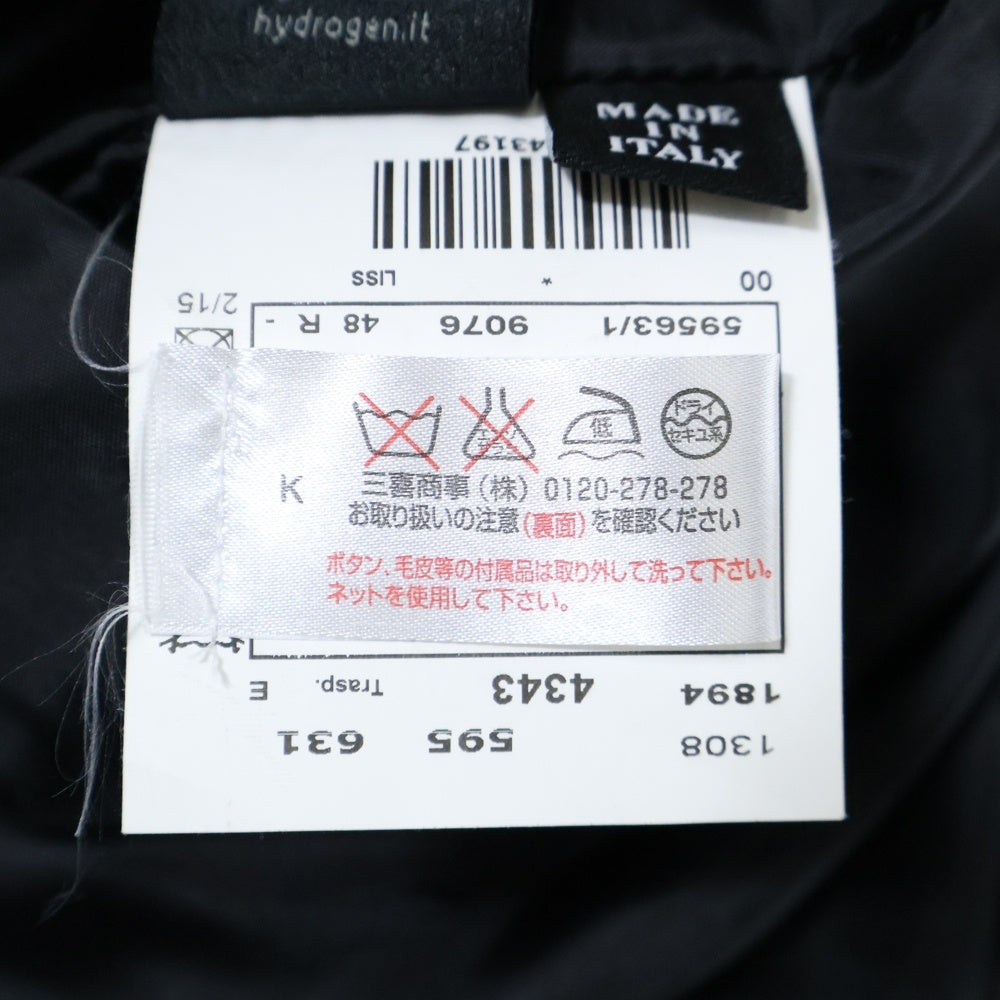 hydrogen.it
MADE
IN
ITALY
43197
00 * LISS
2/15
59563/1 9076 48 R -
低
ドライ
セキユ系
K
三喜商事(株) 0120-278-278
お取り扱いの注意(裏面)を確認ください
ボタン、毛皮等の付属品は取り外して洗って下さい。
ネットを使用して下さい。
1894 4343 Trasp. E
1308 595 631